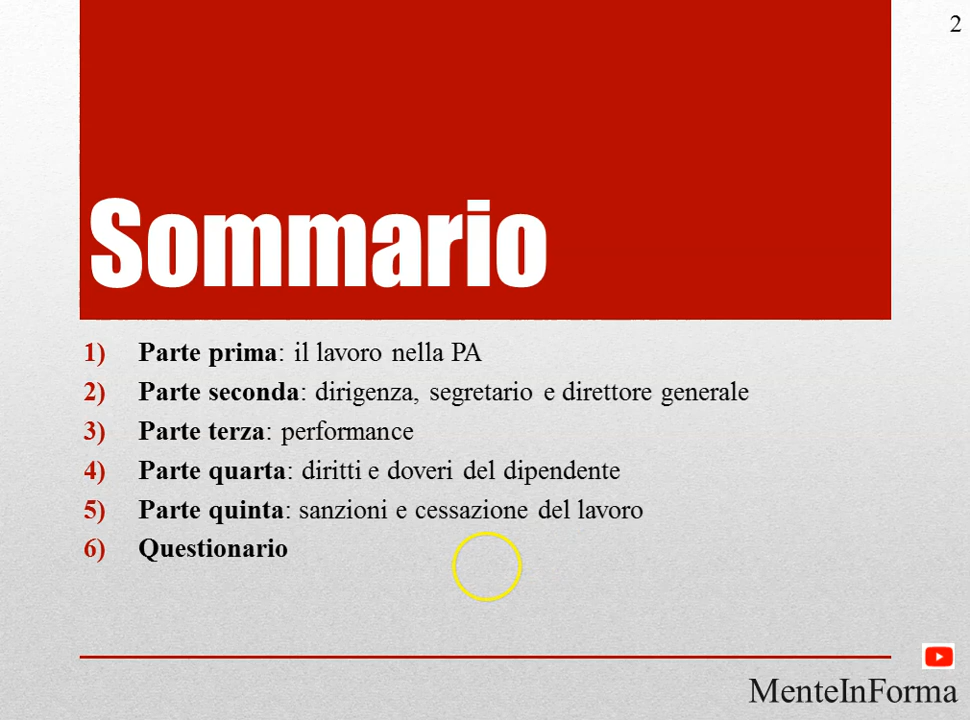 2
Sommario
1) Parte prima: il lavoro nella PA
2) Parte seconda: dirigenza, segretario e direttore generale
3) Parte terza: performance
4) Parte quarta: diritti e doveri del dipendente
5) Parte quinta: sanzioni e cessazione del lavoro
6) Questionario
MenteInForma